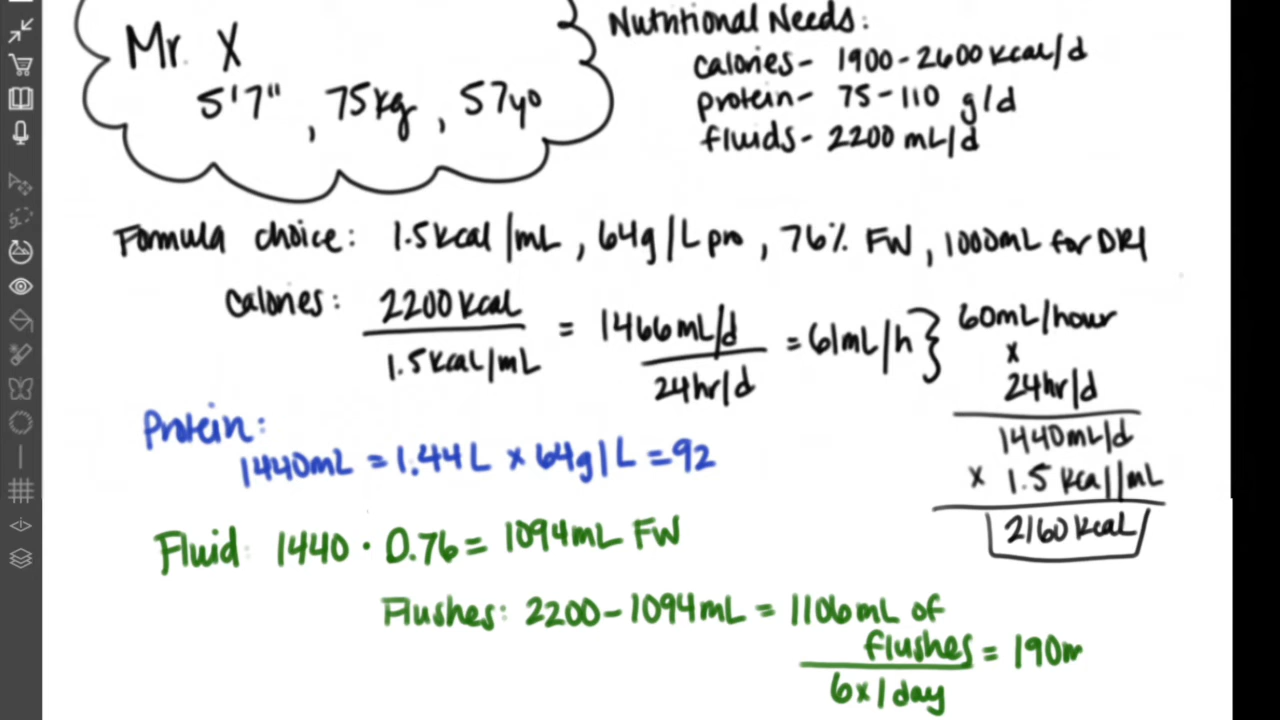 Mr. X
5'7", 75kg, 57yo
Nutritional Needs:
calories- 1900-2600 kcal/d
protein- 75-110 g/d
fluids- 2200 mL/d
Formula choice: 1.5kcal/mL, 64g/L pro, 76% FW, 1000mL for DRI
Calories: 2200 kcal / 1.5kcal/mL = 1466mL/d / 24hr/d = 61mL/h } 60mL/hour
x
24hr/d
1440mL/d
x 1.5 kcal/mL
2160 kcal
Protein:
1440mL = 1.44L x 64g/L = 92
Fluid: 1440 · 0.76 = 1094mL FW
Flushes: 2200-1094mL = 1106mL of
flushes = 190m
6x/day